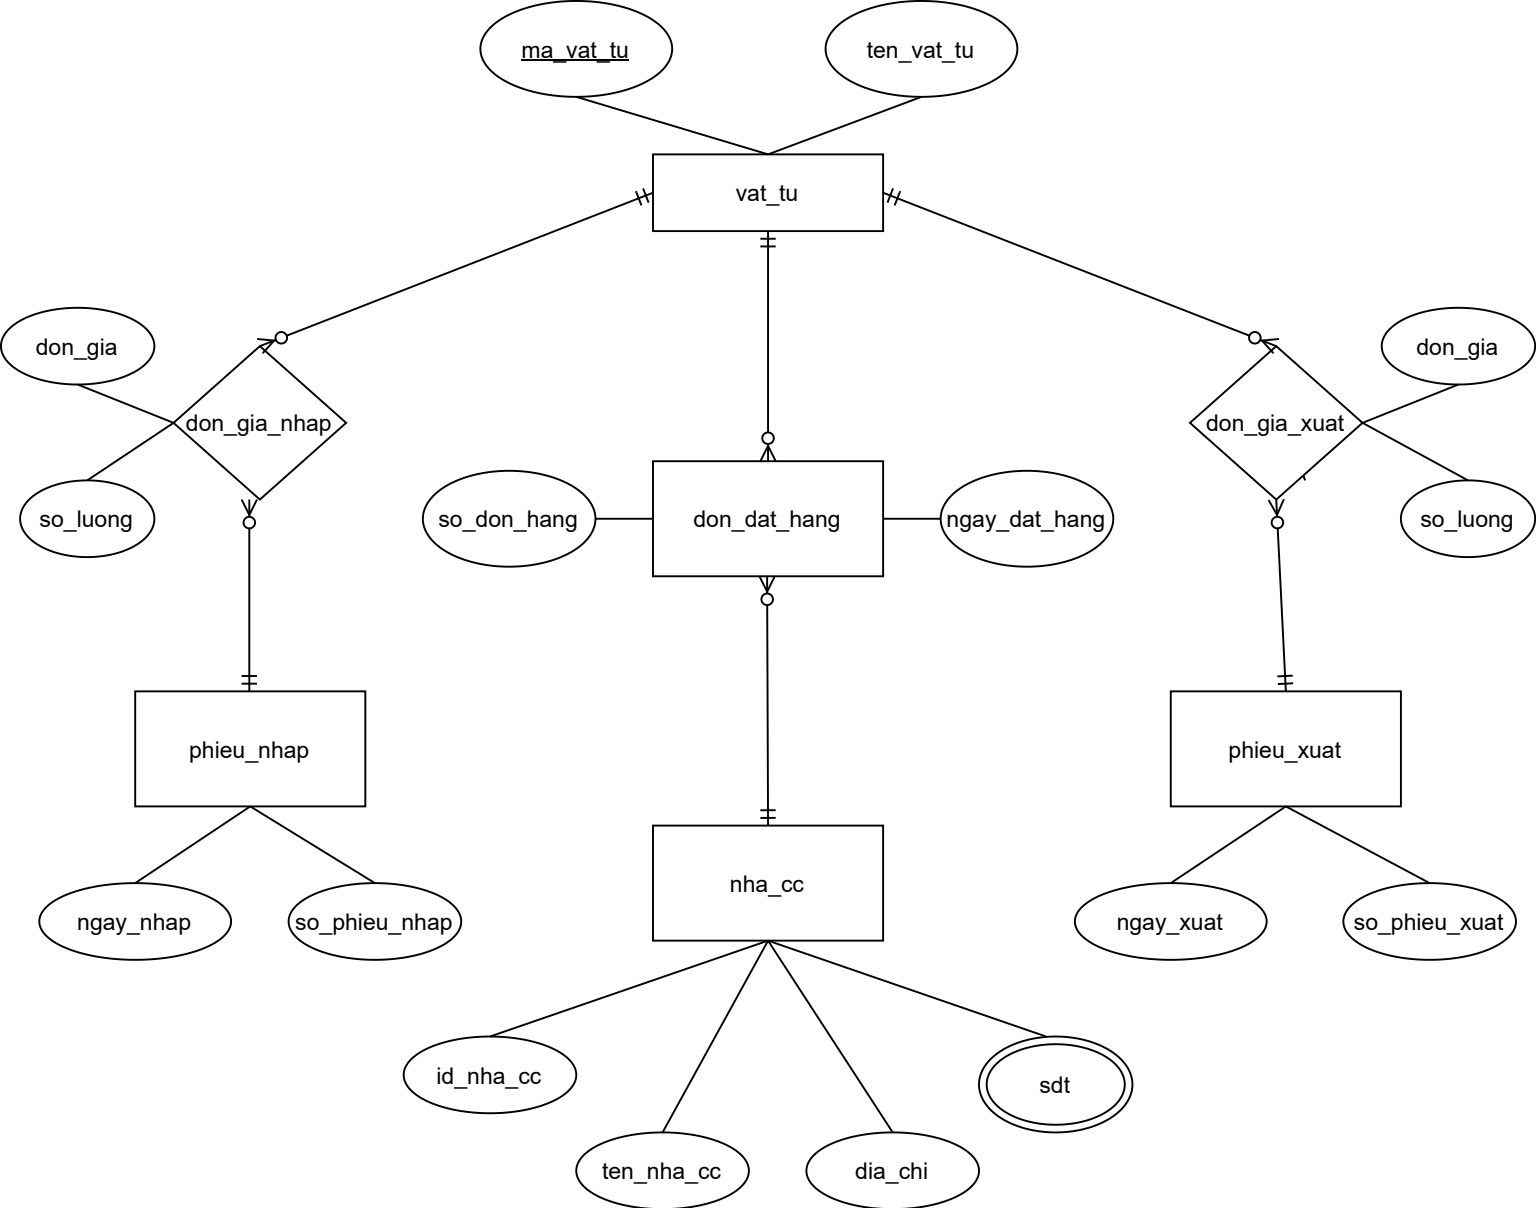 ma_vat_tu
ten_vat_tu
vat_tu
don_gia
don_gia
don_gia_nhap
don_gia_xuat
so_luong
so_don_hang
don_dat_hang
ngay_dat_hang
so_luong
phieu_nhap
phieu_xuat
nha_cc
ngay_nhap
so_phieu_nhap
ngay_xuat
so_phieu_xuat
id_nha_cc
sdt
ten_nha_cc
dia_chi